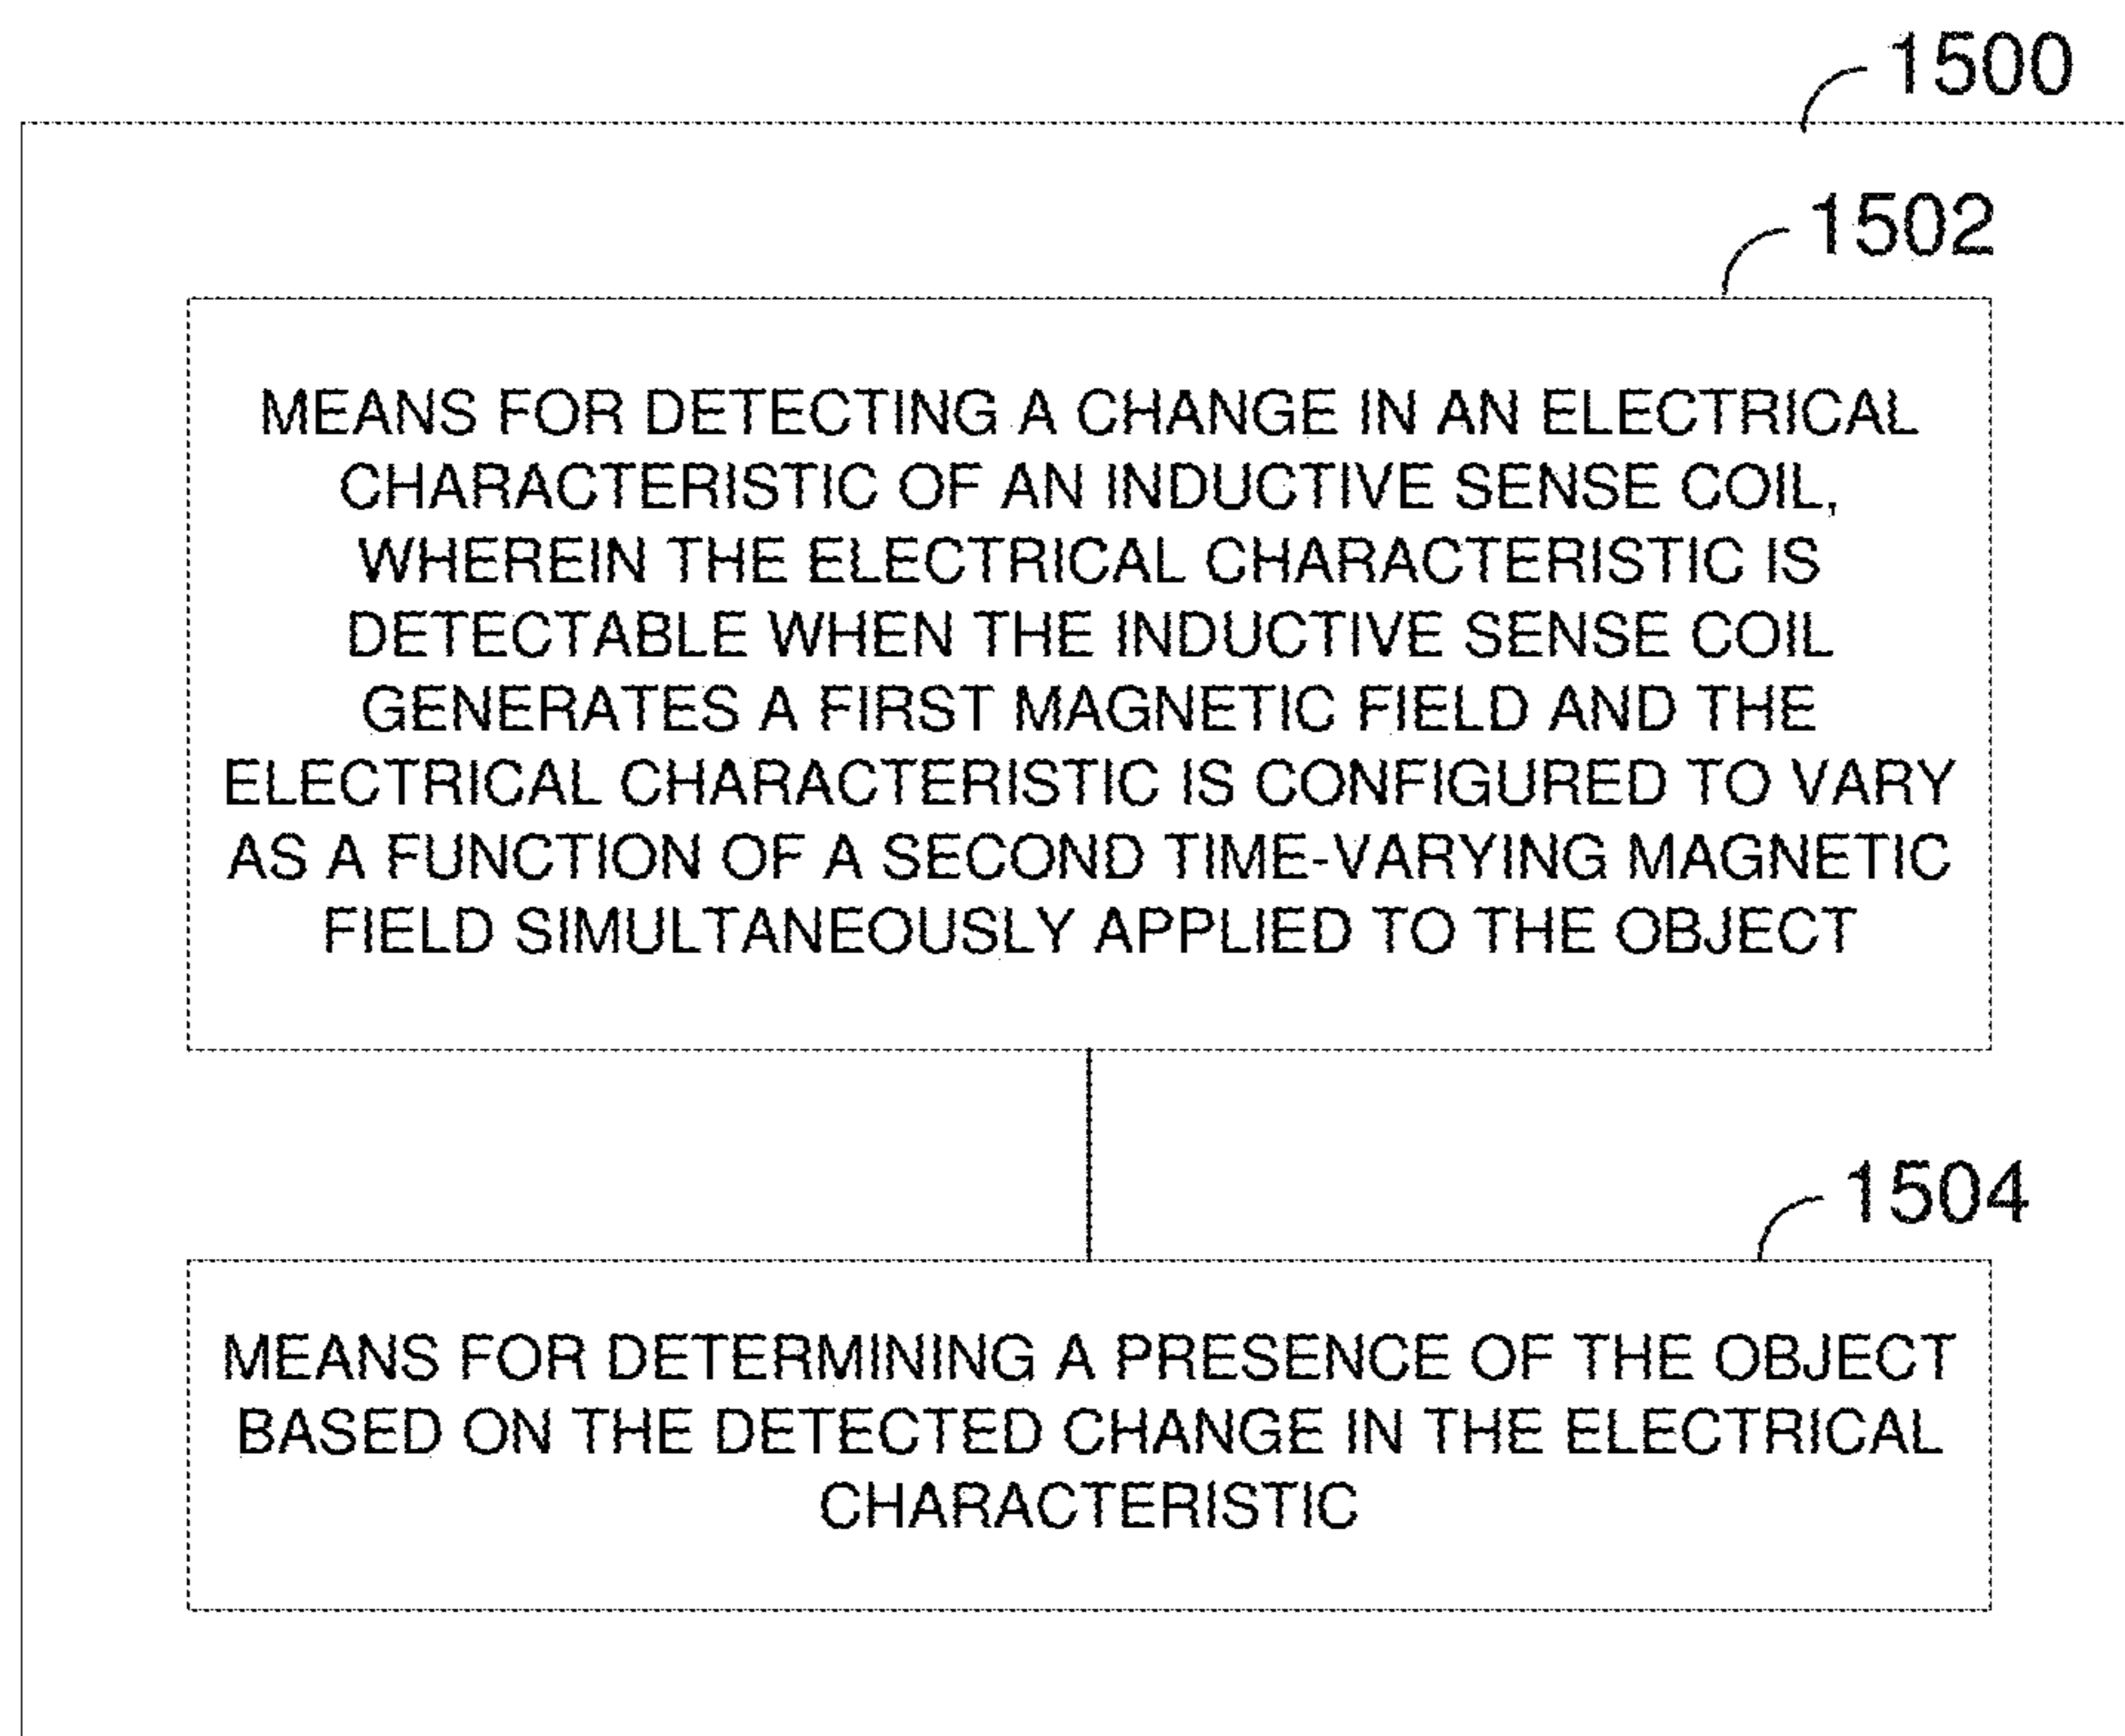 1500
1502
MEANS FOR DETECTING A CHANGE IN AN ELECTRICAL
CHARACTERISTIC OF AN INDUCTIVE SENSE COIL,
WHEREIN THE ELECTRICAL CHARACTERISTIC IS
DETECTABLE WHEN THE INDUCTIVE SENSE COIL
GENERATES A FIRST MAGNETIC FIELD AND THE
ELECTRICAL CHARACTERISTIC IS CONFIGURED TO VARY
AS A FUNCTION OF A SECOND TIME-VARYING MAGNETIC
FIELD SIMULTANEOUSLY APPLIED TO THE OBJECT
1504
MEANS FOR DETERMINING A PRESENCE OF THE OBJECT
BASED ON THE DETECTED CHANGE IN THE ELECTRICAL
CHARACTERISTIC